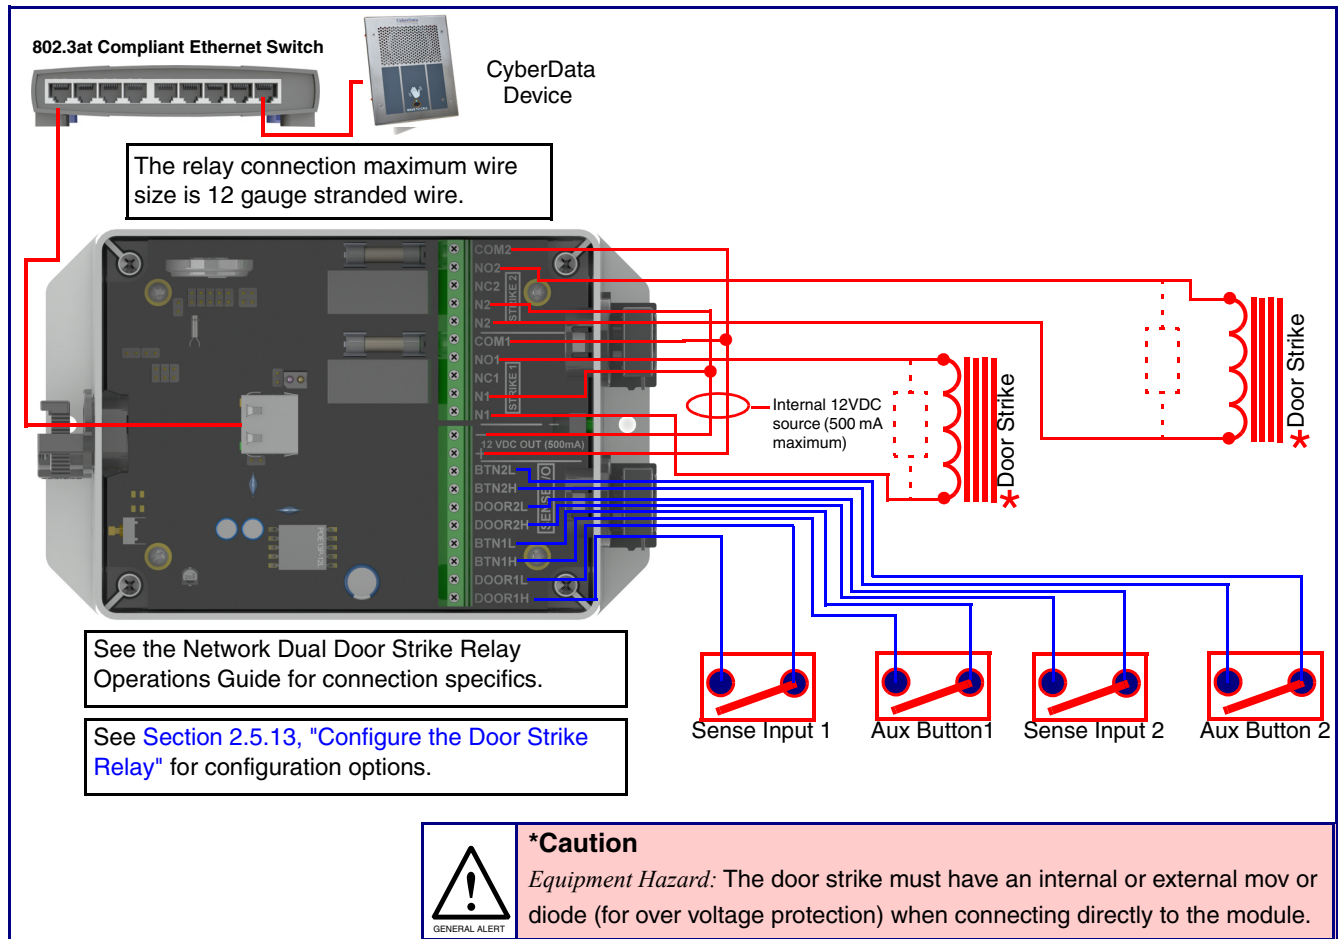 802.3at Compliant Ethernet Switch
CyberData
CyberData
Device
The relay connection maximum wire
size is 12 gauge stranded wire.
COM2
NO2
NC2
N2
N2
STRIKE 2
COM1
NO1
NC1
N1
N1
STRIKE 1
-
12 VDC OUT (500mA)
+
BTN2L
BTN2H
DOOR2L
DOOR2H
BTN1L
BTN1H
DOOR1L
DOOR1H
Internal 12VDC
source (500 mA
maximum)
*Door Strike
*Door Strike
Sense Input 1
Aux Button1
Sense Input 2
Aux Button 2
See the Network Dual Door Strike Relay
Operations Guide for connection specifics.
See Section 2.5.13, "Configure the Door Strike
Relay" for configuration options.
GENERAL ALERT
*Caution
Equipment Hazard: The door strike must have an internal or external mov or
diode (for over voltage protection) when connecting directly to the module.